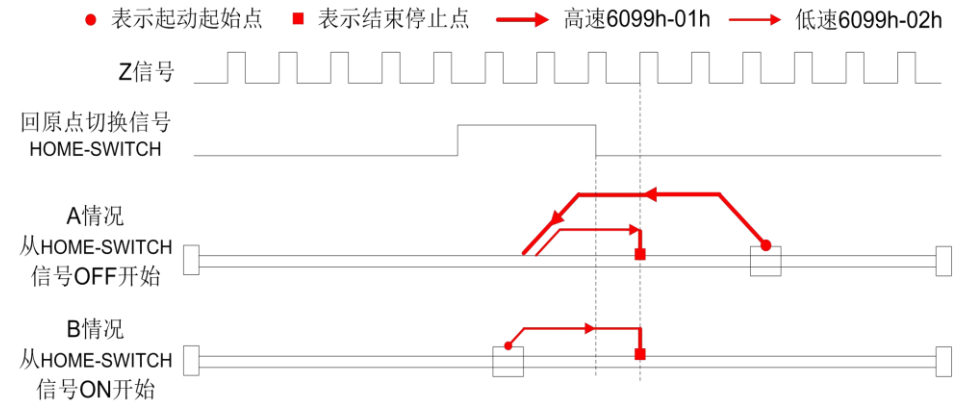 表示起动起始点 表示结束停止点 高速6099h-01h 低速6099h-02h
Z信号
回原点切换信号
HOME-SWITCH
A情况
从HOME-SWITCH
信号OFF开始
B情况
从HOME-SWITCH
信号ON开始